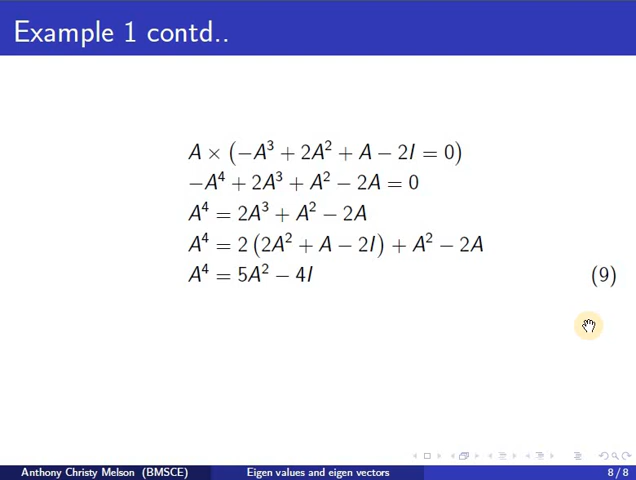 Example 1 contd..
A × (−A³ + 2A² + A − 2I = 0)
−A⁴ + 2A³ + A² − 2A = 0
A⁴ = 2A³ + A² − 2A
A⁴ = 2 (2A² + A − 2I) + A² − 2A
A⁴ = 5A² − 4I (9)
Anthony Christy Melson (BMSCE) Eigen values and eigen vectors 8 / 8